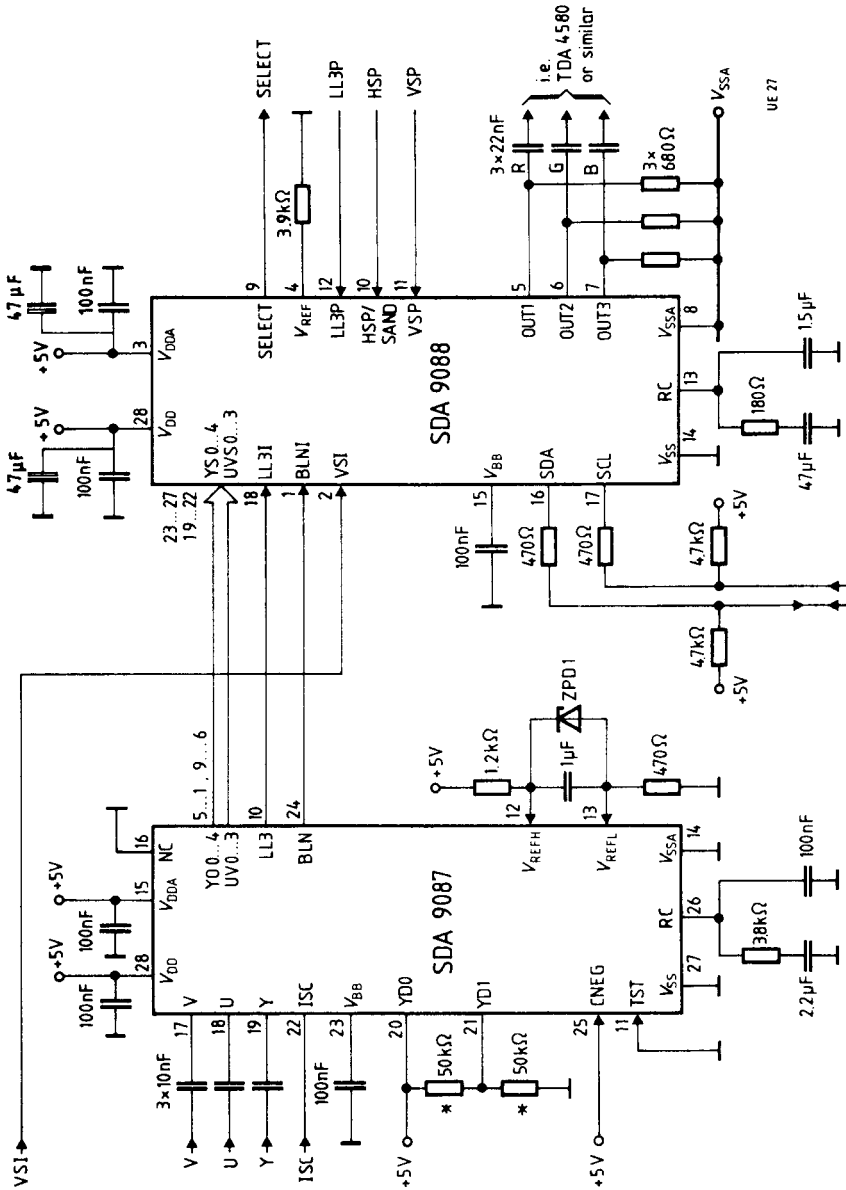 VSI
V
U
Y
ISC
3×10nF
100nF
+5V
50kΩ
*
50kΩ
*
+5V
17
18
19
22
23
20
21
25
11
V
U
Y
ISC
VBB
YD0
YD1
CNEG
TST
100nF
+5V
28
VDD
100nF
+5V
15
VDDA
16
NC
SDA 9087
YD0...4
UV0...3
LL3
BLN
5...1, 9...6
10
24
VREFH
VREFL
12
13
+5V
1.2kΩ
1µF
ZPD1
470Ω
VSS
27
RC
26
VSSA
14
2.2µF
3.8kΩ
100nF
47µF
100nF
+5V
28
VDD
47µF
100nF
+5V
3
VDDA
23...27
19...22
18
1
2
YS0...4
UVS0...3
LL3I
BLNI
VSI
SDA 9088
100nF
15
VBB
470Ω
16
SDA
470Ω
17
SCL
4.7kΩ
+5V
4.7kΩ
+5V
VSS
14
RC
13
VSSA
8
47µF
180Ω
1.5µF
SELECT
VREF
LL3P
HSP/
SAND
VSP
9
4
12
10
11
SELECT
3.9kΩ
LL3P
HSP
VSP
OUT1
OUT2
OUT3
5
6
7
3×22nF
R
G
B
i.e.
TDA 4580
or similar
3×
680Ω
VSSA
UE 27